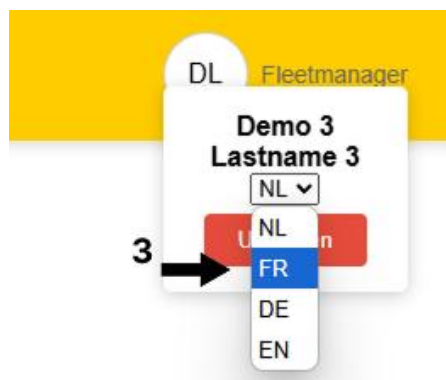 DL Fleetmanager
Demo 3
Lastname 3
NL
NL
3 FR
DE
EN